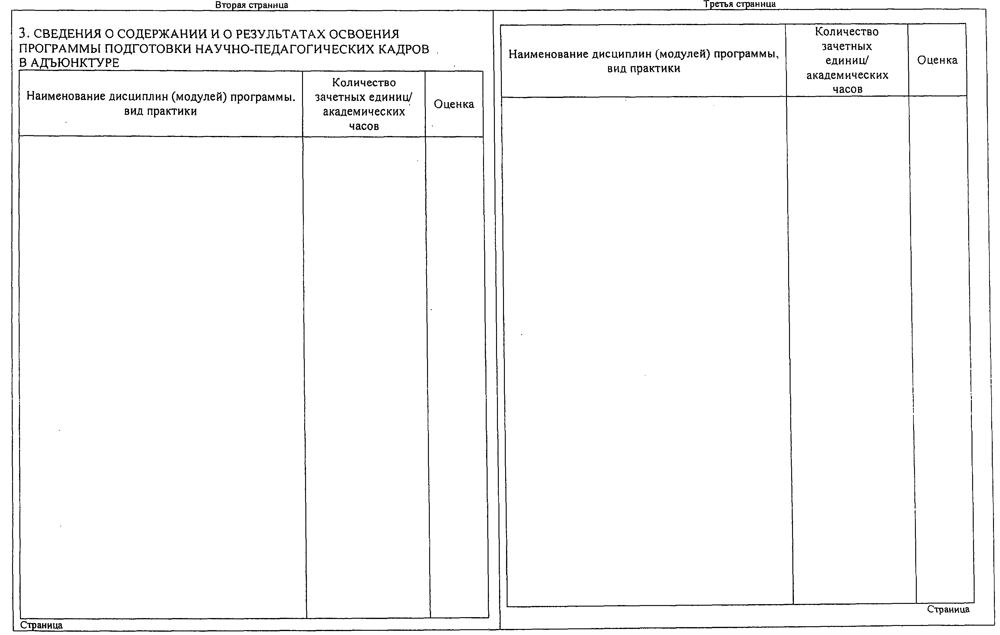 Вторая страница
3. СВЕДЕНИЯ О СОДЕРЖАНИИ И О РЕЗУЛЬТАТАХ ОСВОЕНИЯ
ПРОГРАММЫ ПОДГОТОВКИ НАУЧНО-ПЕДАГОГИЧЕСКИХ КАДРОВ
В АДЪЮНКТУРЕ
Наименование дисциплин (модулей) программы.
вид практики
Количество
зачетных единиц/
академических
часов
Оценка
Страница
Третья страница
Наименование дисциплин (модулей) программы,
вид практики
Количество
зачетных
единиц/
академических
часов
Оценка
Страница